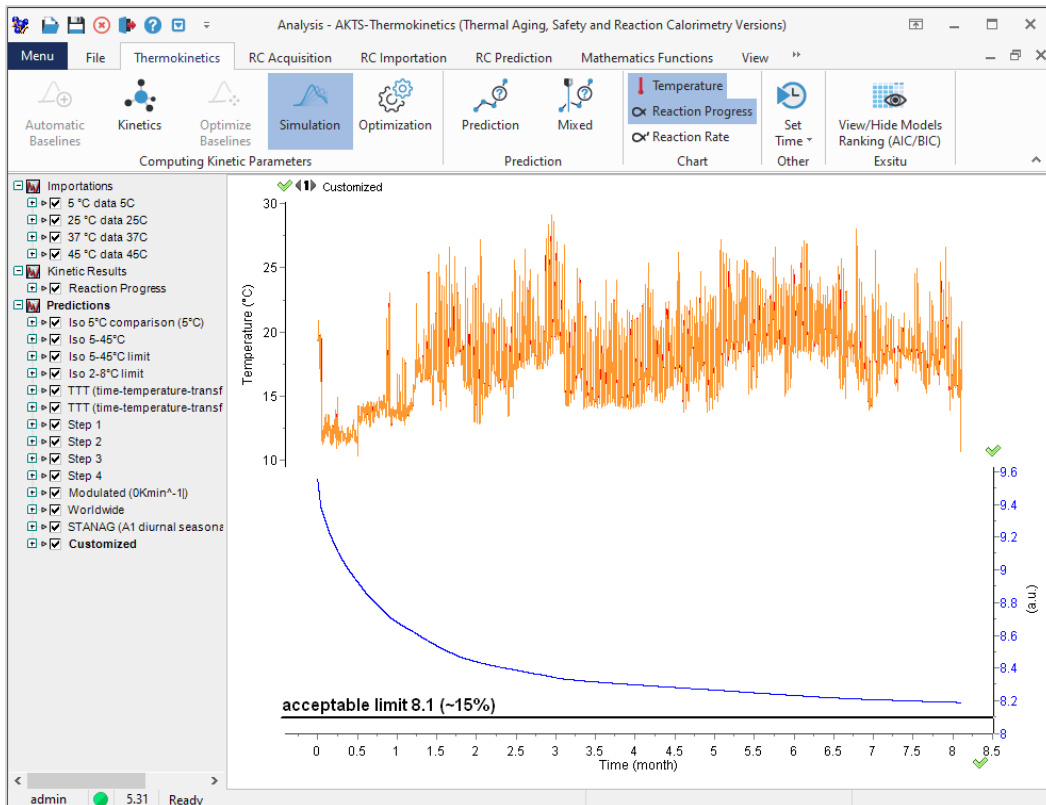 Analysis - AKTS-Thermokinetics (Thermal Aging, Safety and Reaction Calorimetry Versions)
Menu File Thermokinetics RC Acquisition RC Importation RC Prediction Mathematics Functions View
Automatic Baselines
Kinetics
Optimize Baselines
Simulation
Optimization
Computing Kinetic Parameters
Prediction
Mixed
Prediction
Temperature
α Reaction Progress
α' Reaction Rate
Chart
Set Time
Other
View/Hide Models Ranking (AIC/BIC)
Exsitu
Importations
5 °C data 5C
25 °C data 25C
37 °C data 37C
45 °C data 45C
Kinetic Results
Reaction Progress
Predictions
Iso 5°C comparison (5°C)
Iso 5-45°C
Iso 5-45°C limit
Iso 2-8°C limit
TTT (time-temperature-transf
TTT (time-temperature-transf
Step 1
Step 2
Step 3
Step 4
Modulated (0Kmin^-1|)
Worldwide
STANAG (A1 diurnal seasona
Customized
1 Customized
30
25
20
15
10
Temperature (°C)
9.6
9.4
9.2
9
8.8
8.6
8.4
8.2
8
(a.u.)
acceptable limit 8.1 (~15%)
0 0.5 1 1.5 2 2.5 3 3.5 4 4.5 5 5.5 6 6.5 7 7.5 8 8.5
Time (month)
admin 5.31 Ready